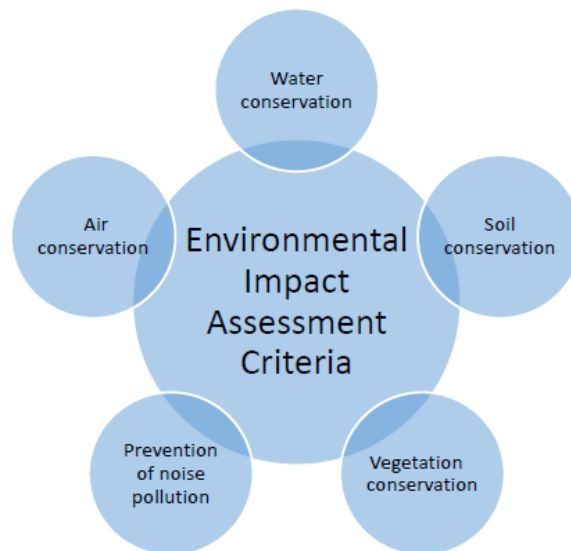 Water
conservation
Air
conservation
Environmental
Impact
Assessment
Criteria
Soil
conservation
Prevention
of noise
pollution
Vegetation
conservation